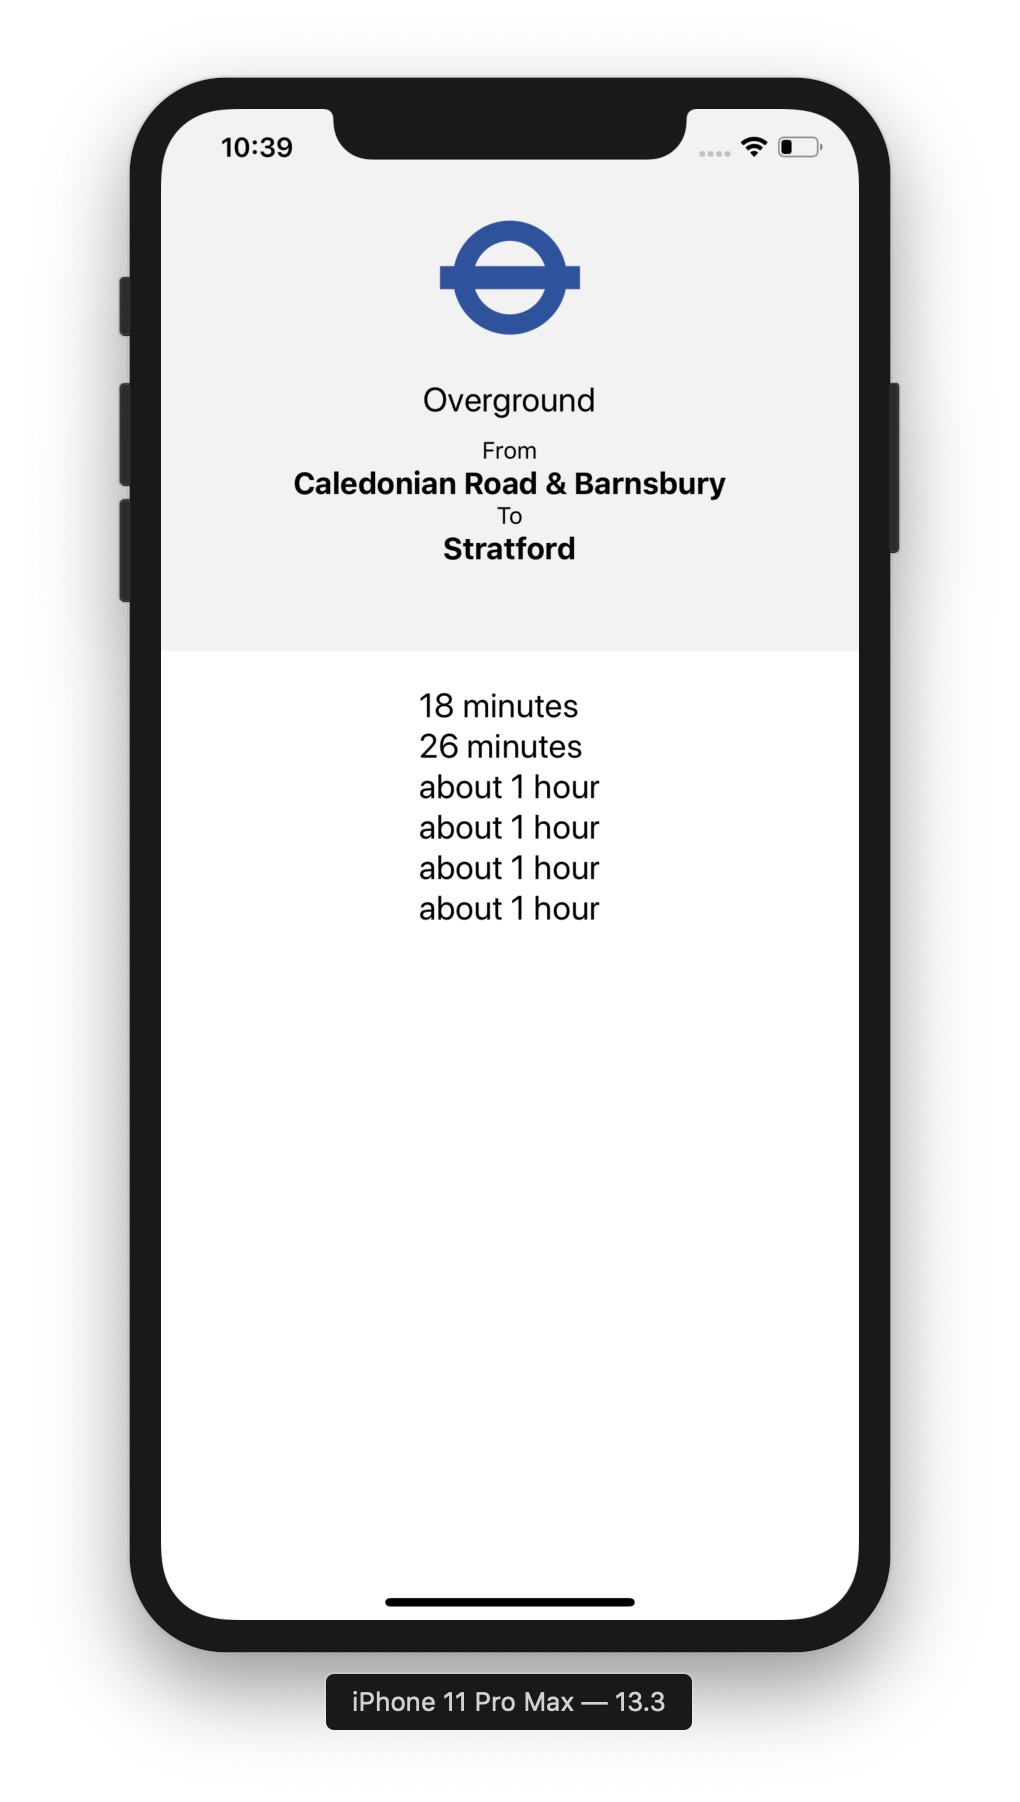 10:39
Overground
From
Caledonian Road & Barnsbury
To
Stratford
18 minutes
26 minutes
about 1 hour
about 1 hour
about 1 hour
about 1 hour
iPhone 11 Pro Max — 13.3